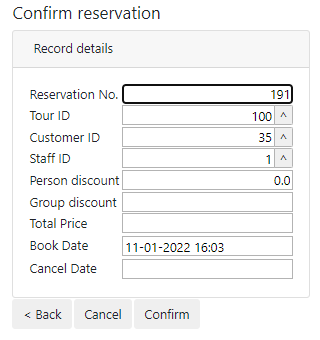 Confirm reservation
Record details
Reservation No. 191
Tour ID 100 ^
Customer ID 35 ^
Staff ID 1 ^
Person discount 0.0
Group discount
Total Price
Book Date 11-01-2022 16:03
Cancel Date
< Back Cancel Confirm